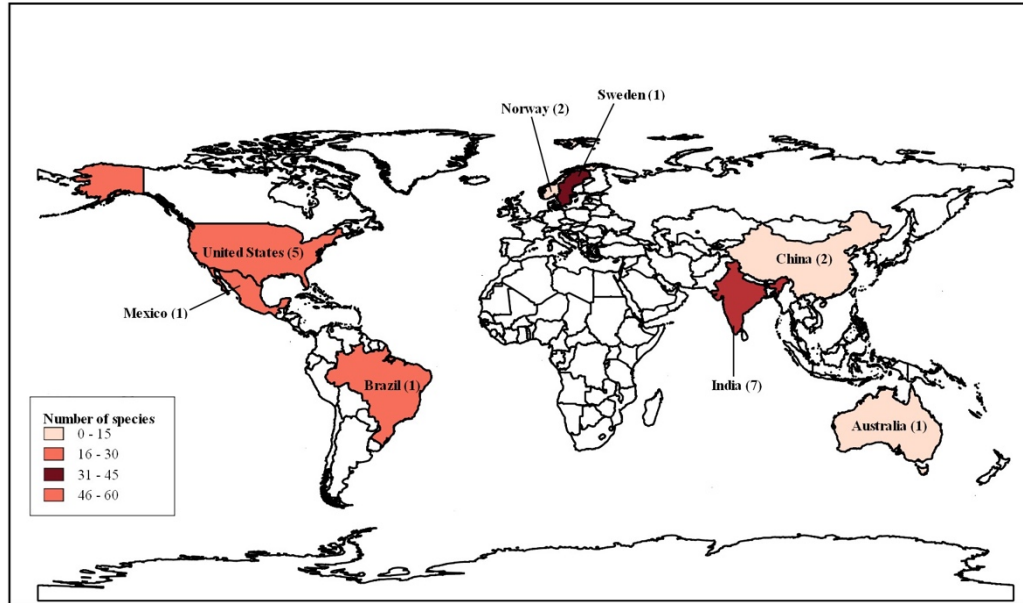 Sweden (1)
Norway (2)
United States (5)
China (2)
Mexico (1)
Brazil (1)
India (7)
Australia (1)
Number of species
0 - 15
16 - 30
31 - 45
46 - 60